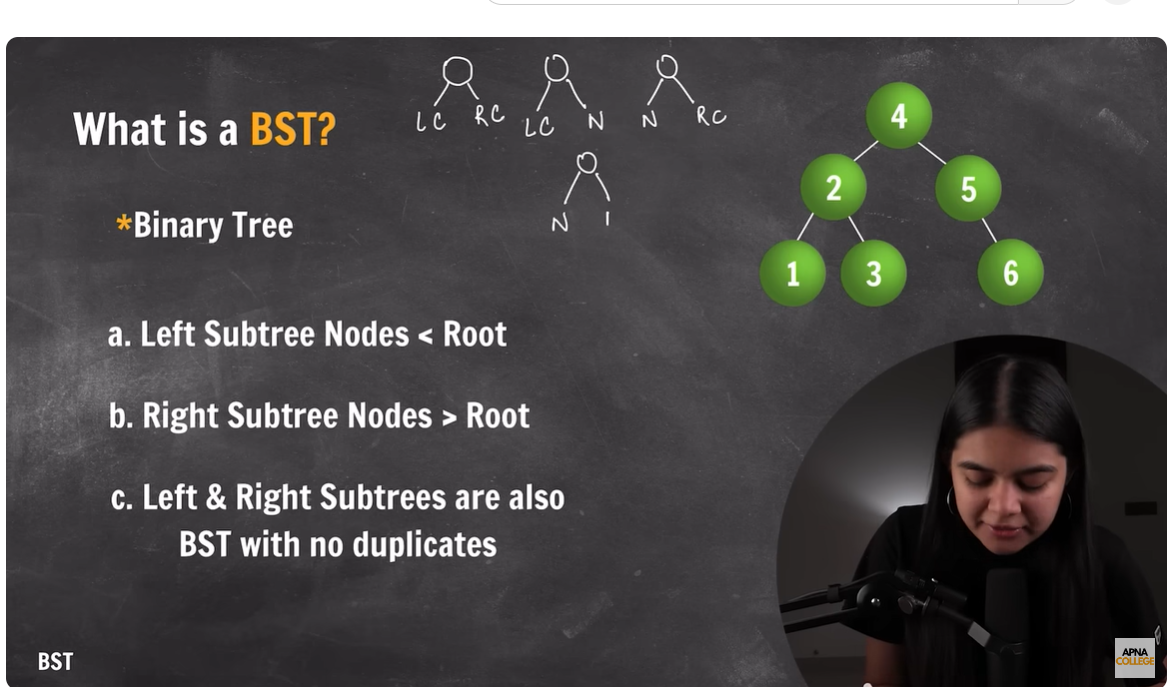 What is a BST?
LC RC LC N N RC
N I
*Binary Tree
a. Left Subtree Nodes < Root
b. Right Subtree Nodes > Root
c. Left & Right Subtrees are also
BST with no duplicates
4
2 5
1 3 6
BST
APNA
COLLEGE